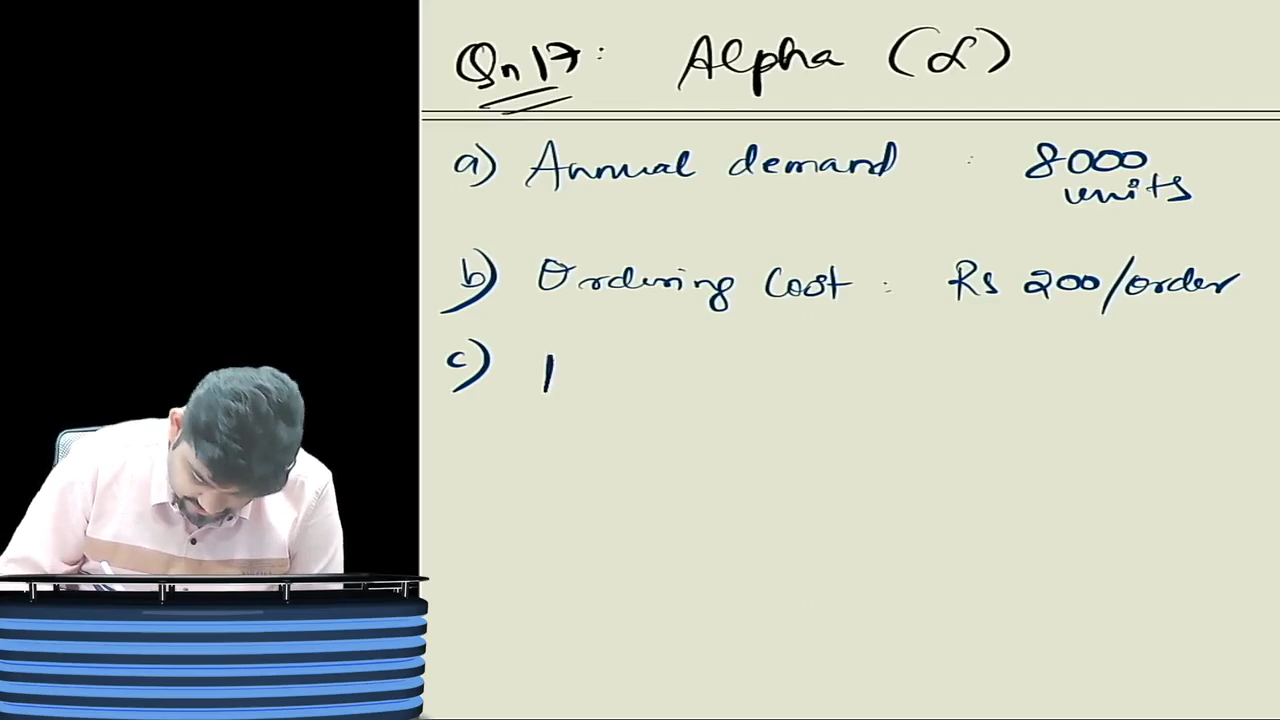 Qn 17: Alpha (α)
a) Annual demand : 8000 units
b) Ordering Cost : Rs 200/order
c)